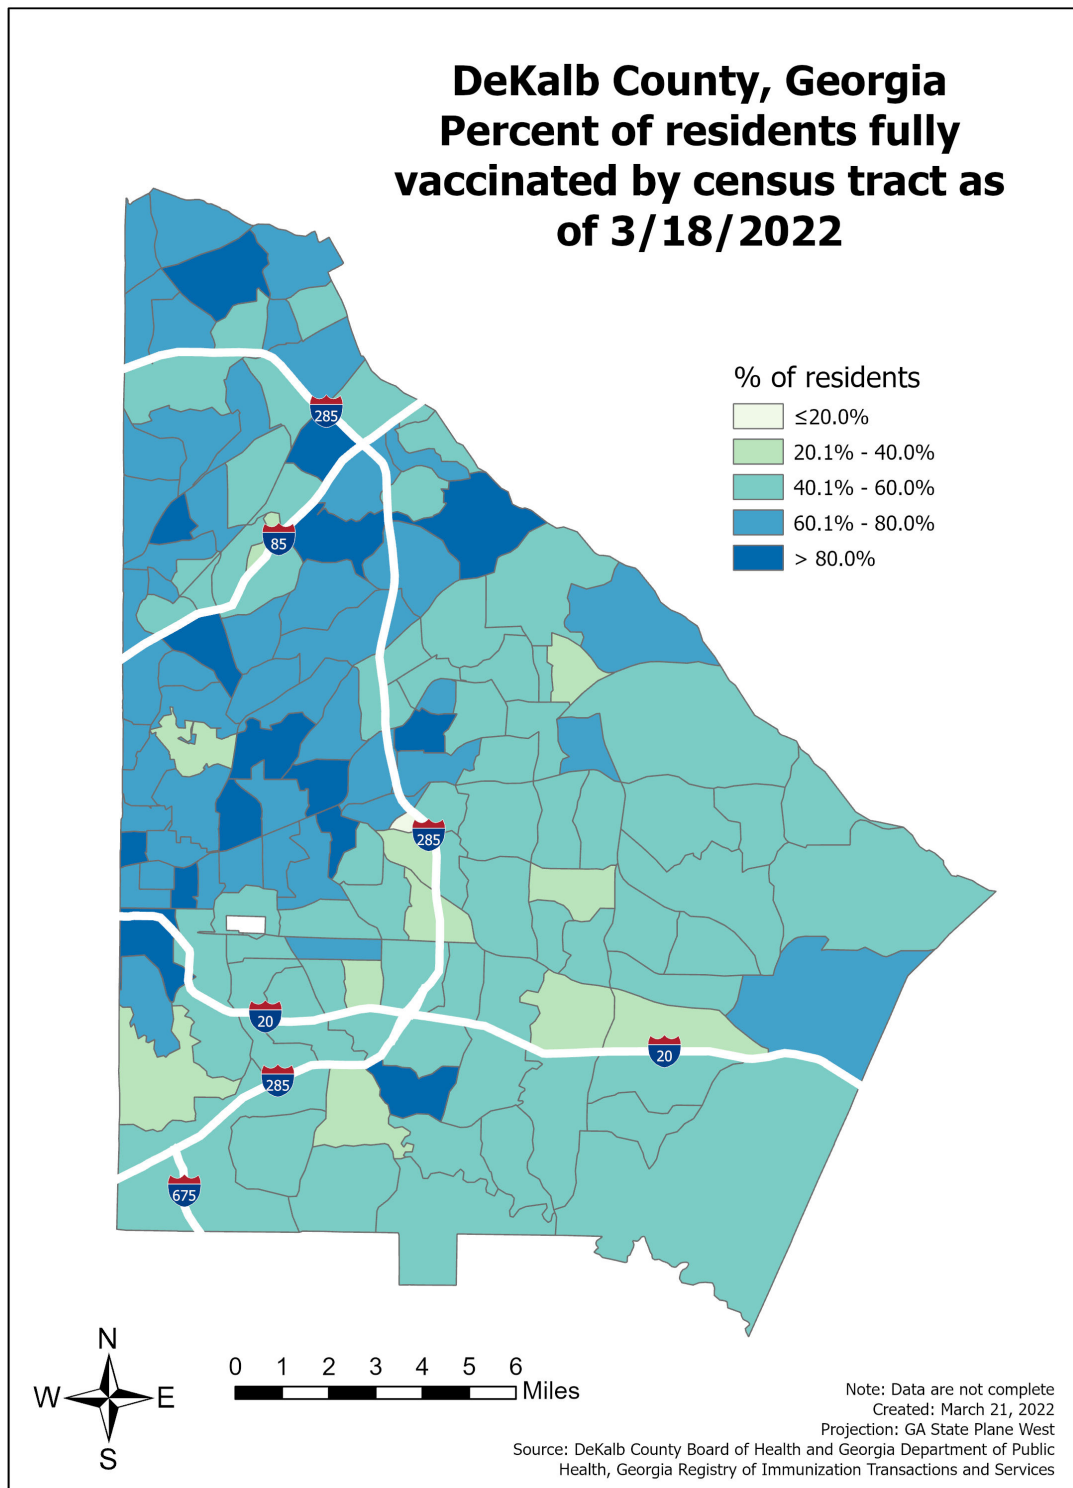 DeKalb County, Georgia
Percent of residents fully
vaccinated by census tract as
of 3/18/2022
% of residents
≤20.0%
20.1% - 40.0%
40.1% - 60.0%
60.1% - 80.0%
> 80.0%
285
85
285
20
20
285
675
N
W E
S
0 1 2 3 4 5 6
Miles
Note: Data are not complete
Created: March 21, 2022
Projection: GA State Plane West
Source: DeKalb County Board of Health and Georgia Department of Public
Health, Georgia Registry of Immunization Transactions and Services